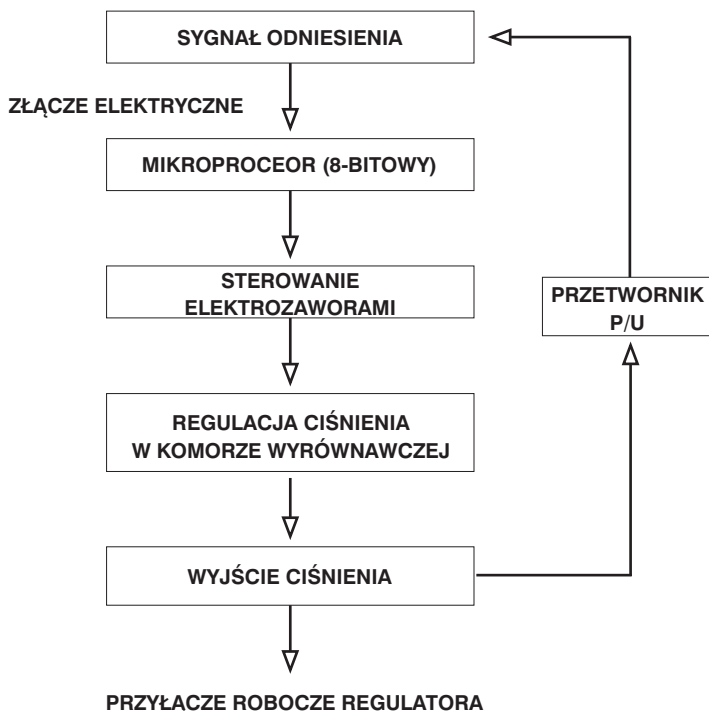 SYGNAŁ ODNIESIENIA
ZŁĄCZE ELEKTRYCZNE
MIKROPROCEOR (8-BITOWY)
STEROWANIE
ELEKTROZAWORAMI
PRZETWORNIK
P/U
REGULACJA CIŚNIENIA
W KOMORZE WYRÓWNAWCZEJ
WYJŚCIE CIŚNIENIA
PRZYŁĄCZE ROBOCZE REGULATORA